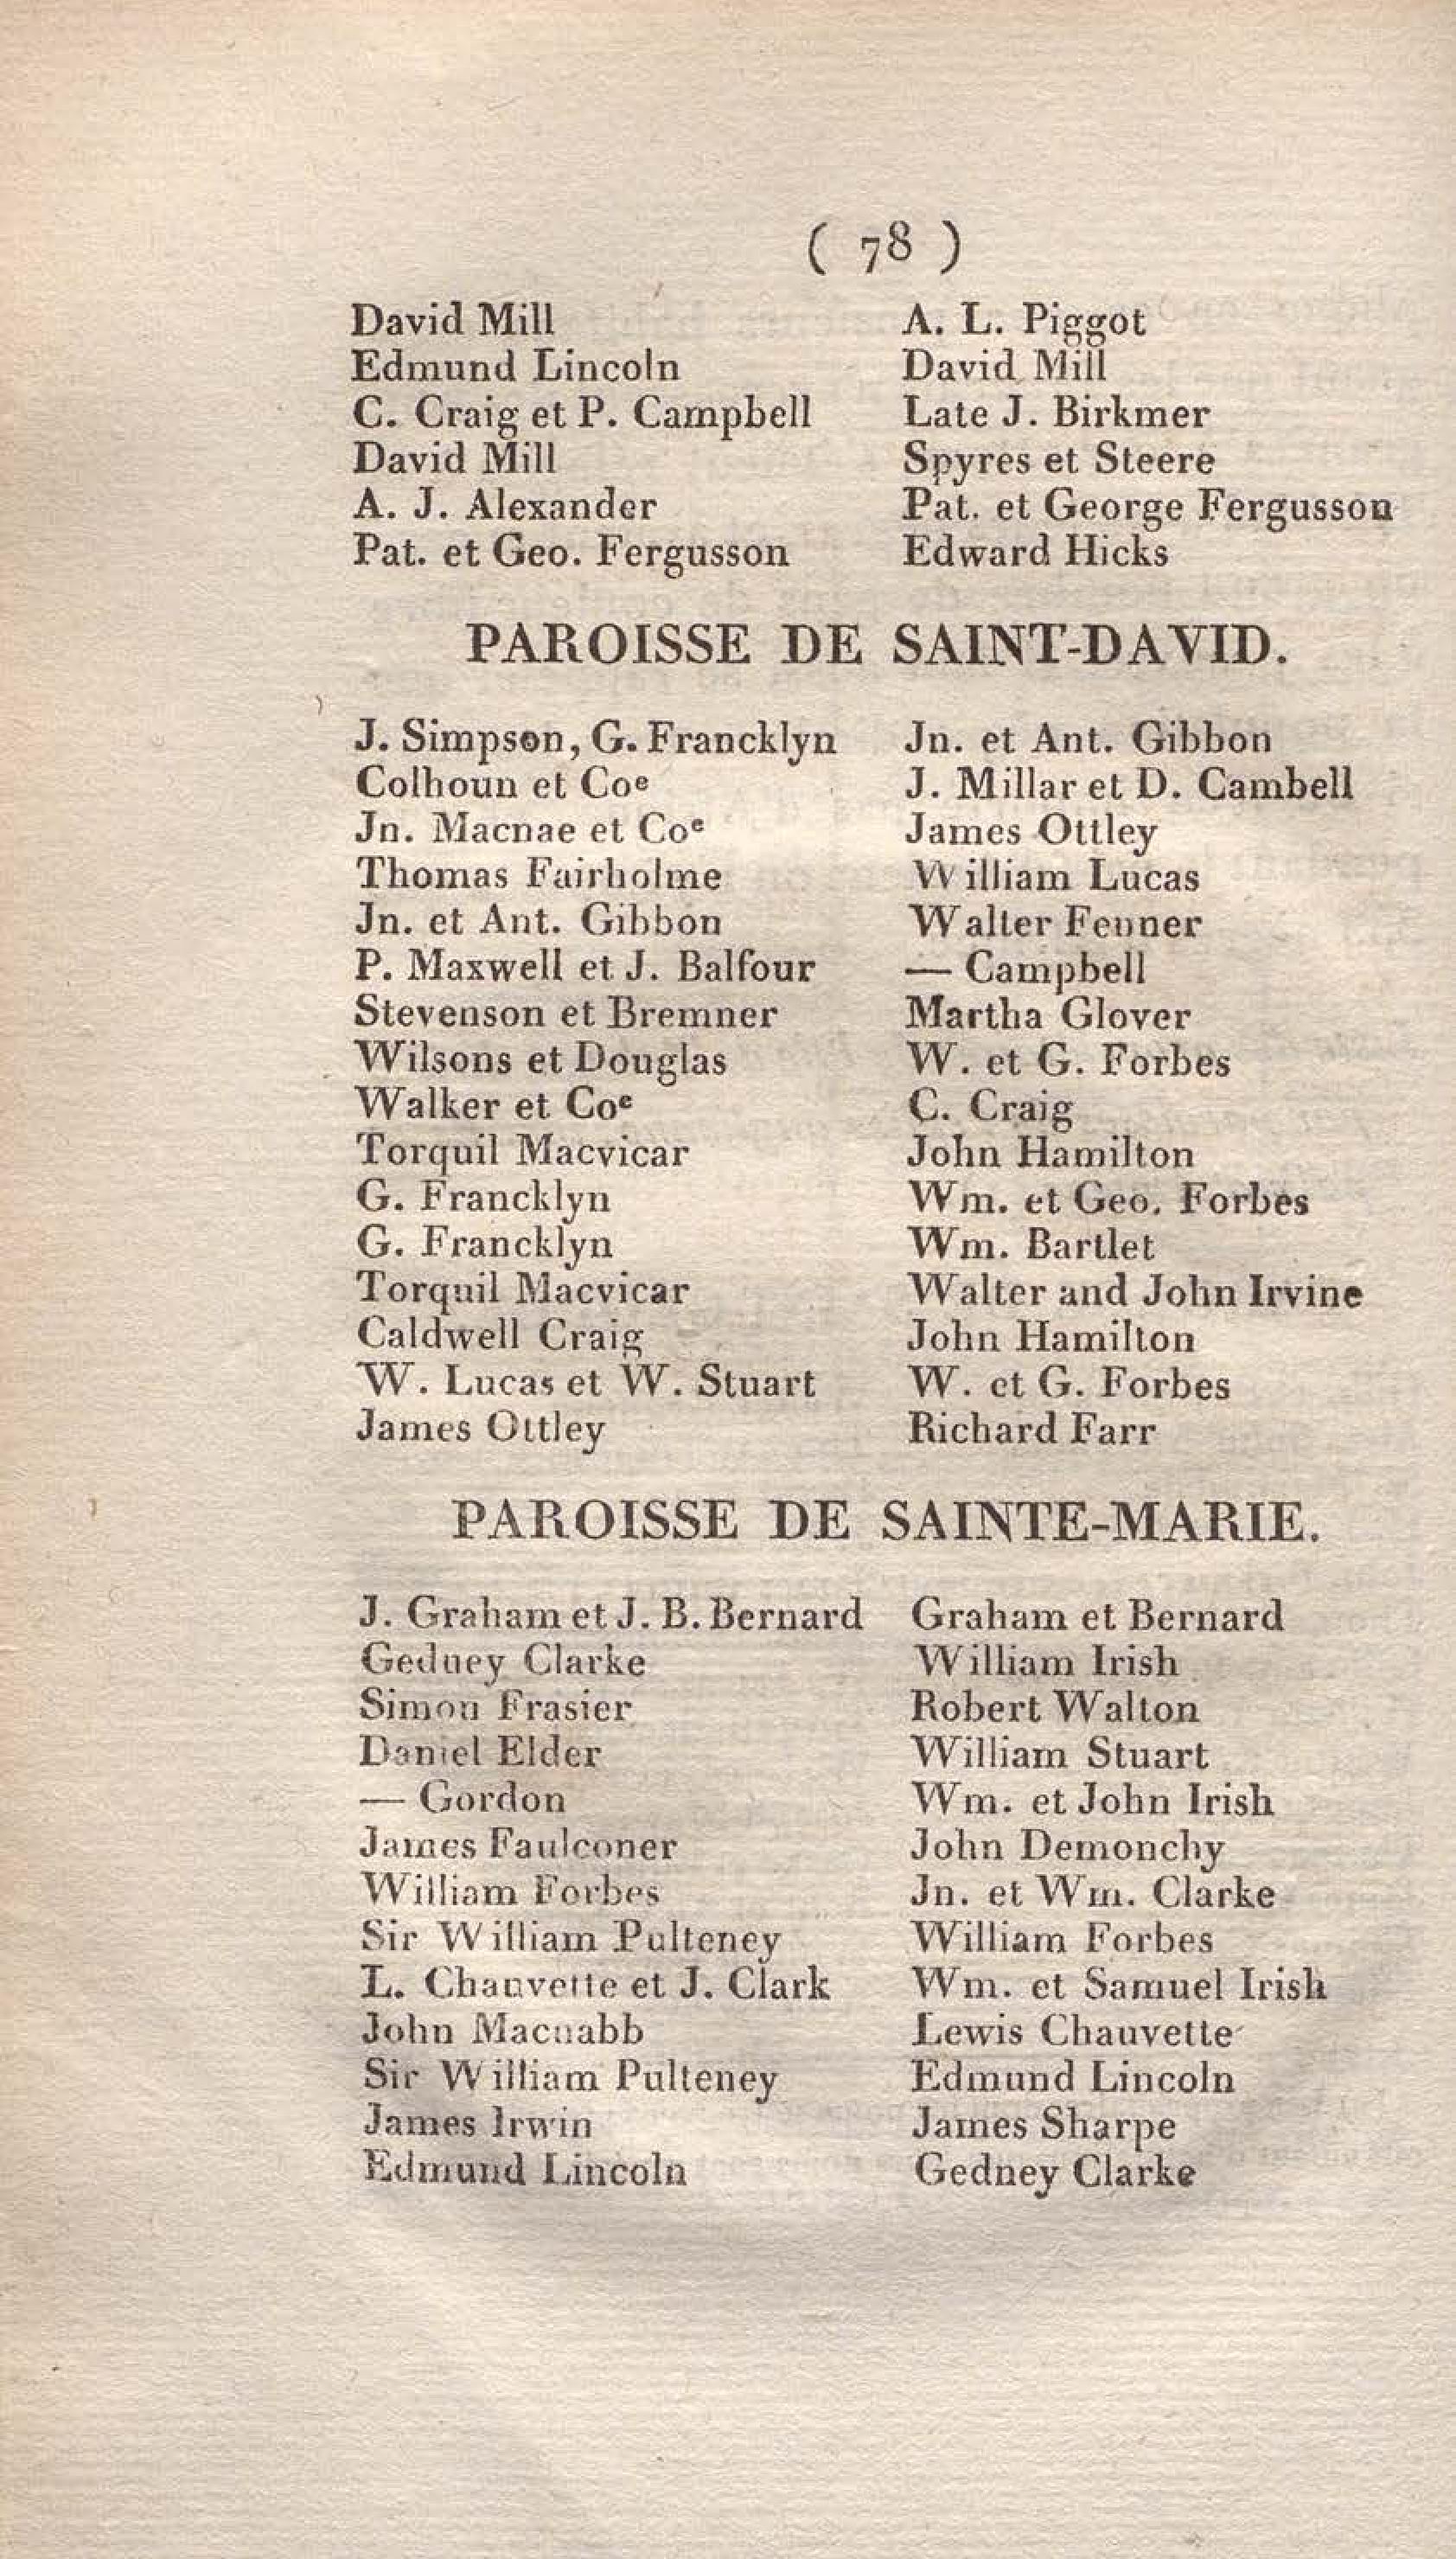 ( 78 )
David Mill
Edmund Lincoln
C. Craig et P. Campbell
David Mill
A. J. Alexander
Pat. et Geo. Fergusson
A. L. Piggot
David Mill
Late J. Birkmer
Spyres et Steere
Pat. et George Fergusson
Edward Hicks
PAROISSE DE SAINT-DAVID.
J. Simpson, G. Francklyn
Colhoun et Coe
Jn. Macnae et Coe
Thomas Fairholme
Jn. et Ant. Gibbon
P. Maxwell et J. Balfour
Stevenson et Bremner
Wilsons et Douglas
Walker et Coe
Torquil Macvicar
G. Francklyn
G. Francklyn
Torquil Macvicar
Caldwell Craig
W. Lucas et W. Stuart
James Ottley
Jn. et Ant. Gibbon
J. Millar et D. Cambell
James Ottley
William Lucas
Walter Fenner
— Campbell
Martha Glover
W. et G. Forbes
C. Craig
John Hamilton
Wm. et Geo. Forbes
Wm. Bartlet
Walter and John Irvine
John Hamilton
W. et G. Forbes
Richard Farr
PAROISSE DE SAINTE-MARIE.
J. Graham et J. B. Bernard
Gedney Clarke
Simon Frasier
Daniel Elder
— Gordon
James Faulconer
William Forbes
Sir William Pulteney
L. Chauvette et J. Clark
John Macnabb
Sir William Pulteney
James Irwin
Edmund Lincoln
Graham et Bernard
William Irish
Robert Walton
William Stuart
Wm. et John Irish
John Demonchy
Jn. et Wm. Clarke
William Forbes
Wm. et Samuel Irish
Lewis Chauvette
Edmund Lincoln
James Sharpe
Gedney Clarke